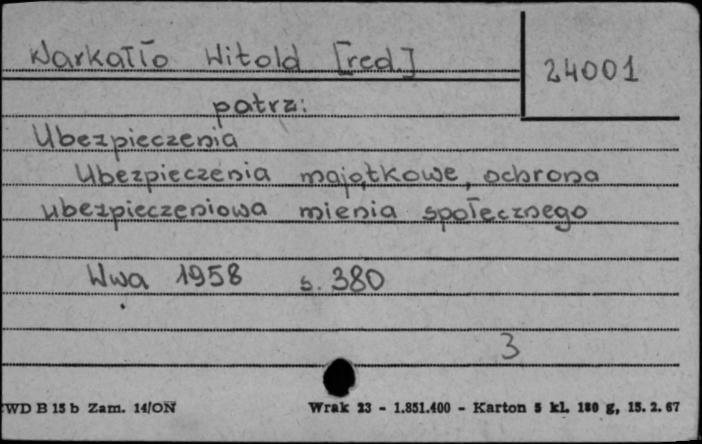 Warkałło Witold [red.]
24001
patrz:
Ubezpieczenia
Ubezpieczenia majątkowe, ochrona
ubezpieczeniowa mienia społecznego
Wwa 1958 s. 380
3
WD B 15 b Zam. 14/ON Wrak 23 - 1.851.400 - Karton 5 kl. 180 g, 15. 2. 67